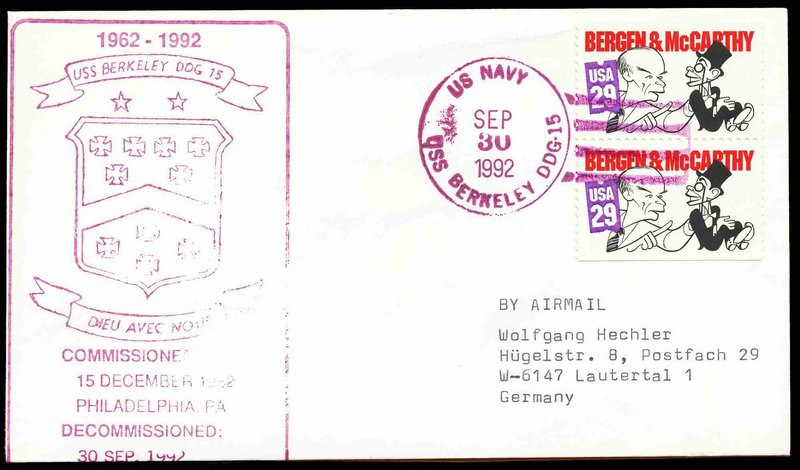 1962 - 1992
USS BERKELEY DDG 15
DIEU AVEC
COMMISSIONE
15 DECEMBER 1962
PHILADELPHIA, PA
DECOMMISSIONED:
30 SEP. 1992
US NAVY
SEP
30
1992
USS BERKELEY DDG-15
BERGEN & McCARTHY
USA
29
BERGEN & McCARTHY
USA
29
BY AIRMAIL
Wolfgang Hechler
Hügelstr. 8, Postfach 29
W-6147 Lautertal 1
Germany